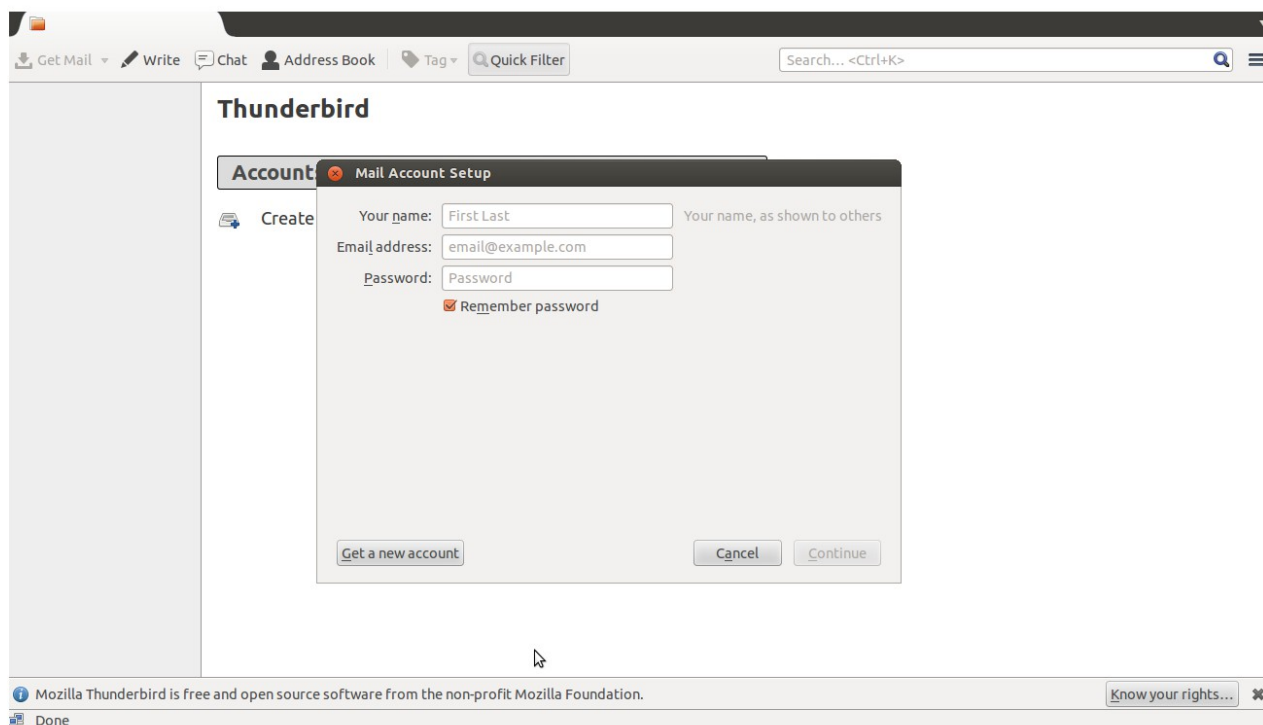 Get Mail Write Chat Address Book Tag Quick Filter Search... <Ctrl+K>
Thunderbird
Account
Mail Account Setup
Create
Your name: First Last Your name, as shown to others
Email address: email@example.com
Password: Password
Remember password
Get a new account Cancel Continue
Mozilla Thunderbird is free and open source software from the non-profit Mozilla Foundation. Know your rights...
Done